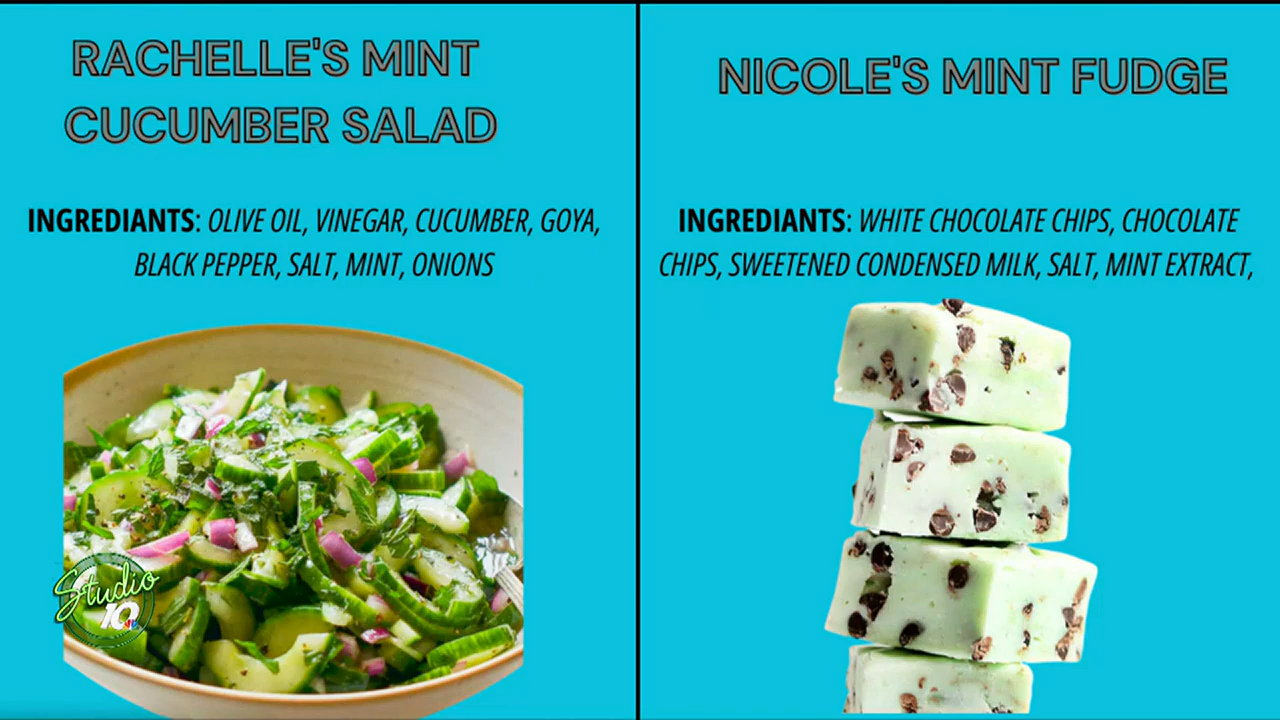 RACHELLE'S MINT
CUCUMBER SALAD
INGREDIANTS: OLIVE OIL, VINEGAR, CUCUMBER, GOYA,
BLACK PEPPER, SALT, MINT, ONIONS
Studio
10
NICOLE'S MINT FUDGE
INGREDIANTS: WHITE CHOCOLATE CHIPS, CHOCOLATE
CHIPS, SWEETENED CONDENSED MILK, SALT, MINT EXTRACT,